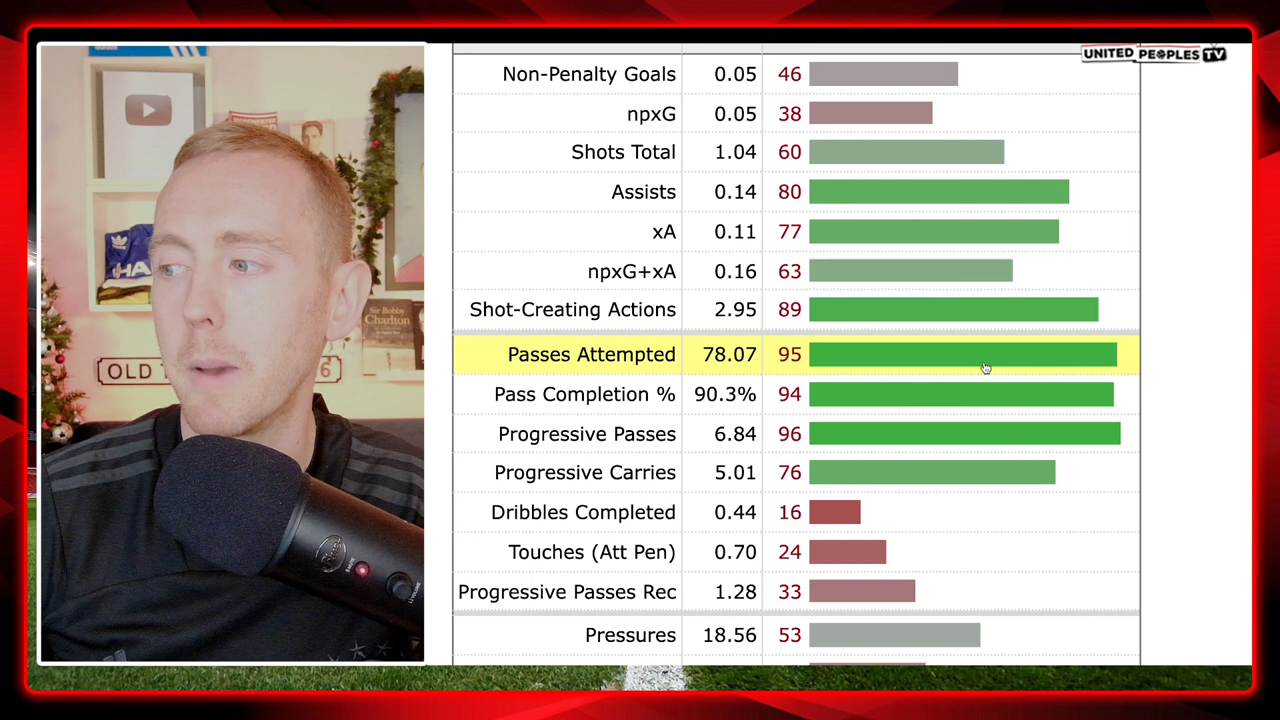 UNITED PEOPLES TV
Non-Penalty Goals 0.05 46
npxG 0.05 38
Shots Total 1.04 60
Assists 0.14 80
xA 0.11 77
npxG+xA 0.16 63
Shot-Creating Actions 2.95 89
Passes Attempted 78.07 95
Pass Completion % 90.3% 94
Progressive Passes 6.84 96
Progressive Carries 5.01 76
Dribbles Completed 0.44 16
Touches (Att Pen) 0.70 24
Progressive Passes Rec 1.28 33
Pressures 18.56 53
Sir Bobby
Charlton
OLD T
6
HA
Blue